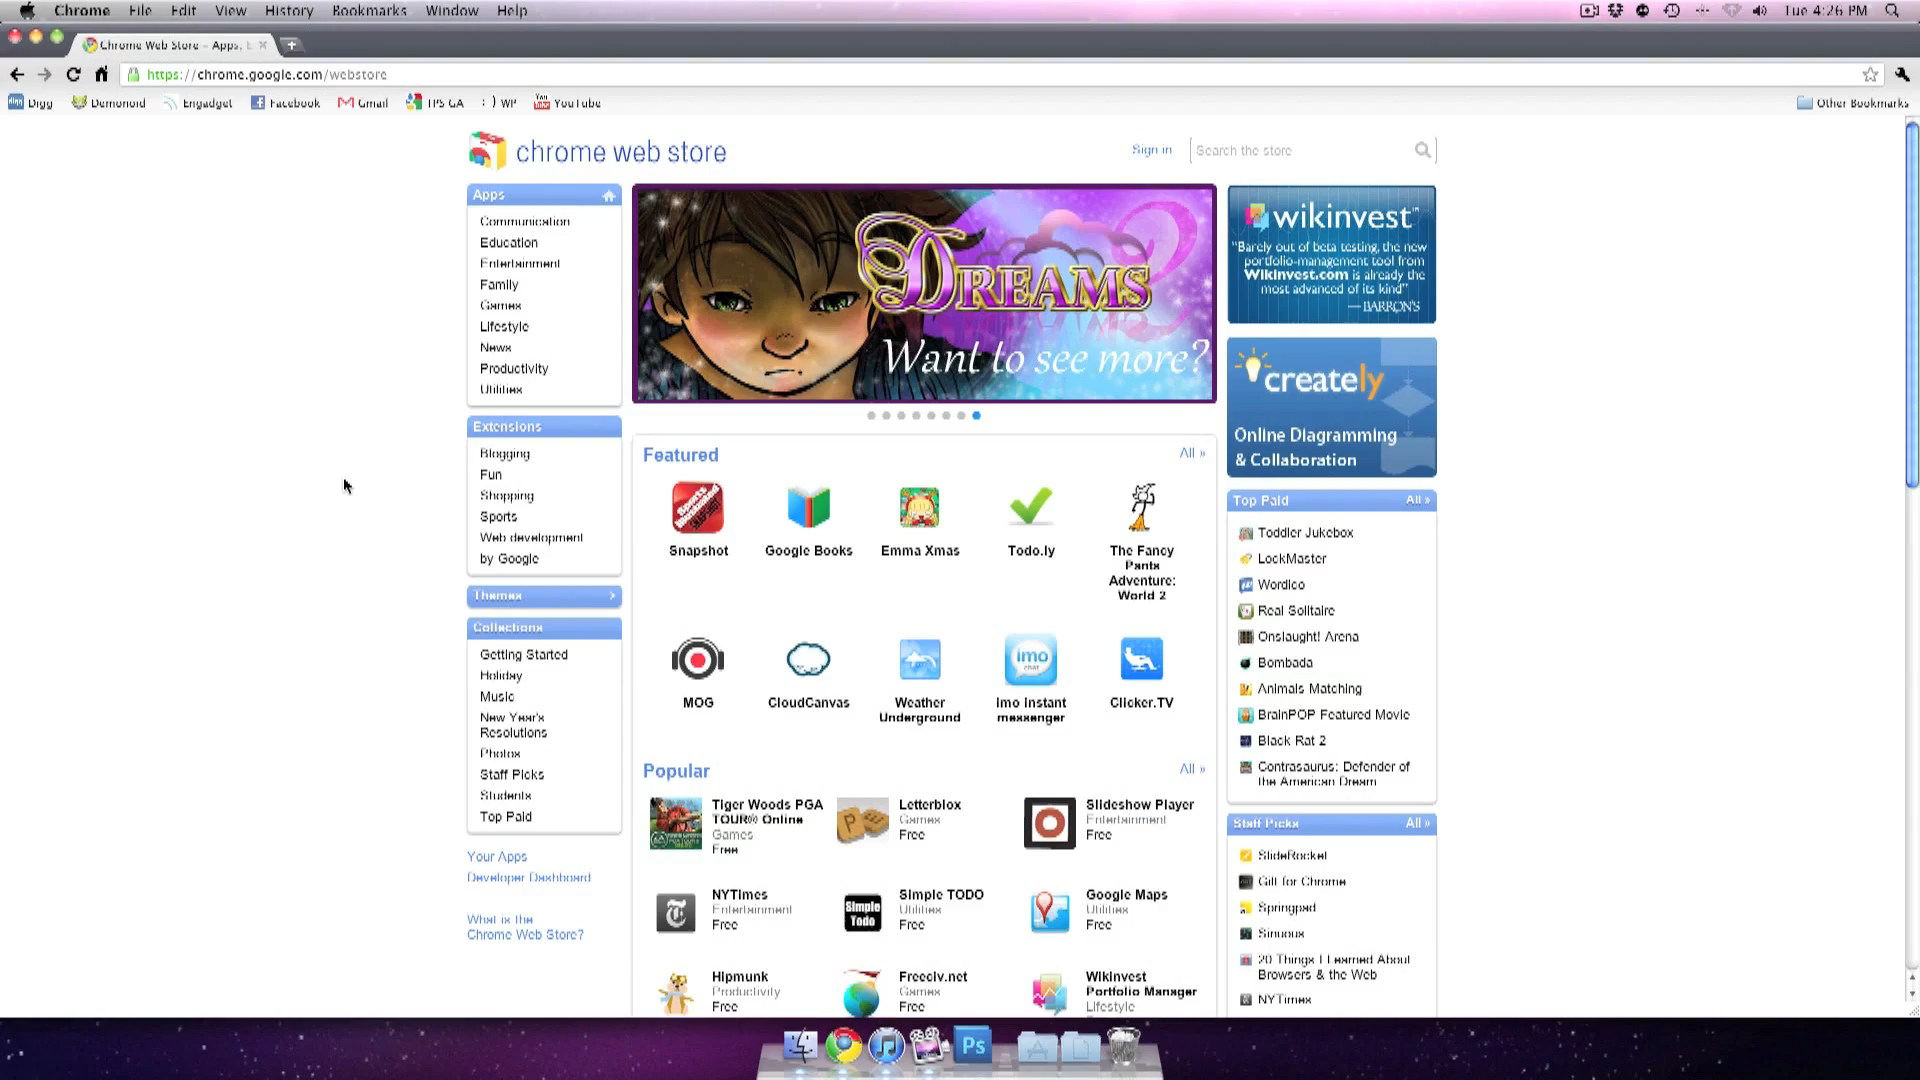 Chrome File Edit View History Bookmarks Window Help
Tue 4:26 PM
Chrome Web Store - Apps, E
https://chrome.google.com/webstore
Digg Demonoid Engadget Facebook Gmail TPS GA :) WP YouTube Other Bookmarks
chrome web store
Sign in
Search the store
Apps
Communication
Education
Entertainment
Family
Games
Lifestyle
News
Productivity
Utilities
Extensions
Blogging
Fun
Shopping
Sports
Web development
by Google
Themes
Collections
Getting Started
Holiday
Music
New Year's
Resolutions
Photos
Staff Picks
Students
Top Paid
Your Apps
Developer Dashboard
What is the
Chrome Web Store?
DREAMS
2
Want to see more?
Featured
All »
Snapshot
Google Books
Emma Xmas
Todo.ly
The Fancy
Pants
Adventure:
World 2
MOG
CloudCanvas
Weather
Underground
imo
chat
imo instant
messenger
Clicker.TV
Popular
All »
Tiger Woods PGA
TOUR® Online
Games
Free
Letterblox
Games
Free
Slideshow Player
Entertainment
Free
NYTimes
Entertainment
Free
Simple
Todo
Simple TODO
Utilities
Free
Google Maps
Utilities
Free
Hipmunk
Productivity
Free
Freeciv.net
Games
Free
Wikinvest
Portfolio Manager
Lifestyle
wikinvest™
"Barely out of beta testing, the new
portfolio-management tool from
Wikinvest.com is already the
most advanced of its kind"
—BARRON'S
creately
Online Diagramming
& Collaboration
Top Paid
All »
Toddler Jukebox
LockMaster
Wordico
Real Solitaire
Onslaught! Arena
Bombada
Animals Matching
BrainPOP Featured Movie
Black Rat 2
Contrasaurus: Defender of
the American Dream
Staff Picks
All »
SlideRocket
Gilt for Chrome
Springpad
Sinuous
20 Things I Learned About
Browsers & the Web
NYTimes
Ps